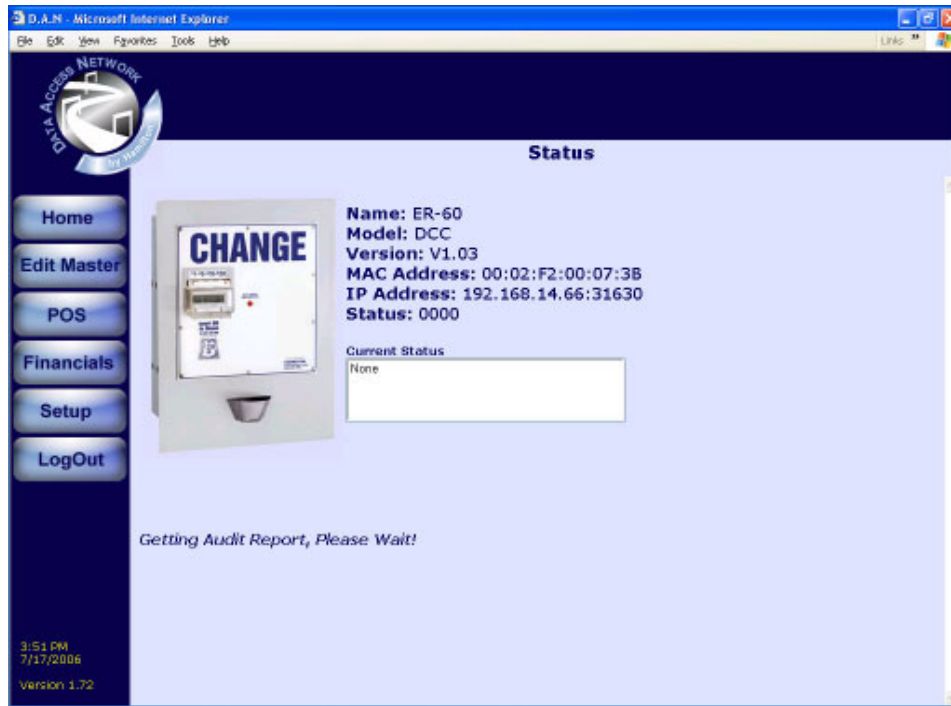 D.A.N - Microsoft Internet Explorer
File Edit View Favorites Tools Help
Links »
DATA ACCESS NETWORK
by Hamilton
Status
Home
Edit Master
POS
Financials
Setup
LogOut
CHANGE
Name: ER-60
Model: DCC
Version: V1.03
MAC Address: 00:02:F2:00:07:3B
IP Address: 192.168.14.66:31630
Status: 0000
Current Status
None
Getting Audit Report, Please Wait!
3:51 PM
7/17/2006
Version 1.72